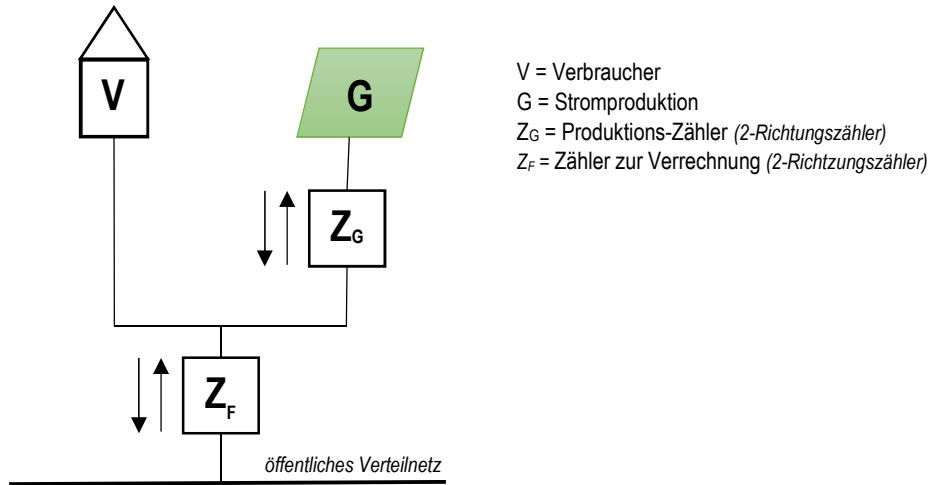 V
G
V = Verbraucher
G = Stromproduktion
ZG = Produktions-Zähler (2-Richtungszähler)
ZF = Zähler zur Verrechnung (2-Richtzungszähler)
ZG
ZF
öffentliches Verteilnetz